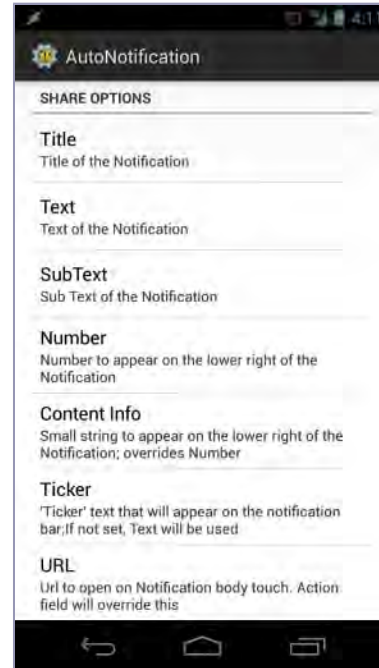 4:11
AutoNotification
SHARE OPTIONS
Title
Title of the Notification
Text
Text of the Notification
SubText
Sub Text of the Notification
Number
Number to appear on the lower right of the
Notification
Content Info
Small string to appear on the lower right of the
Notification; overrides Number
Ticker
'Ticker' text that will appear on the notification
bar;If not set, Text will be used
URL
Url to open on Notification body touch. Action
field will override this